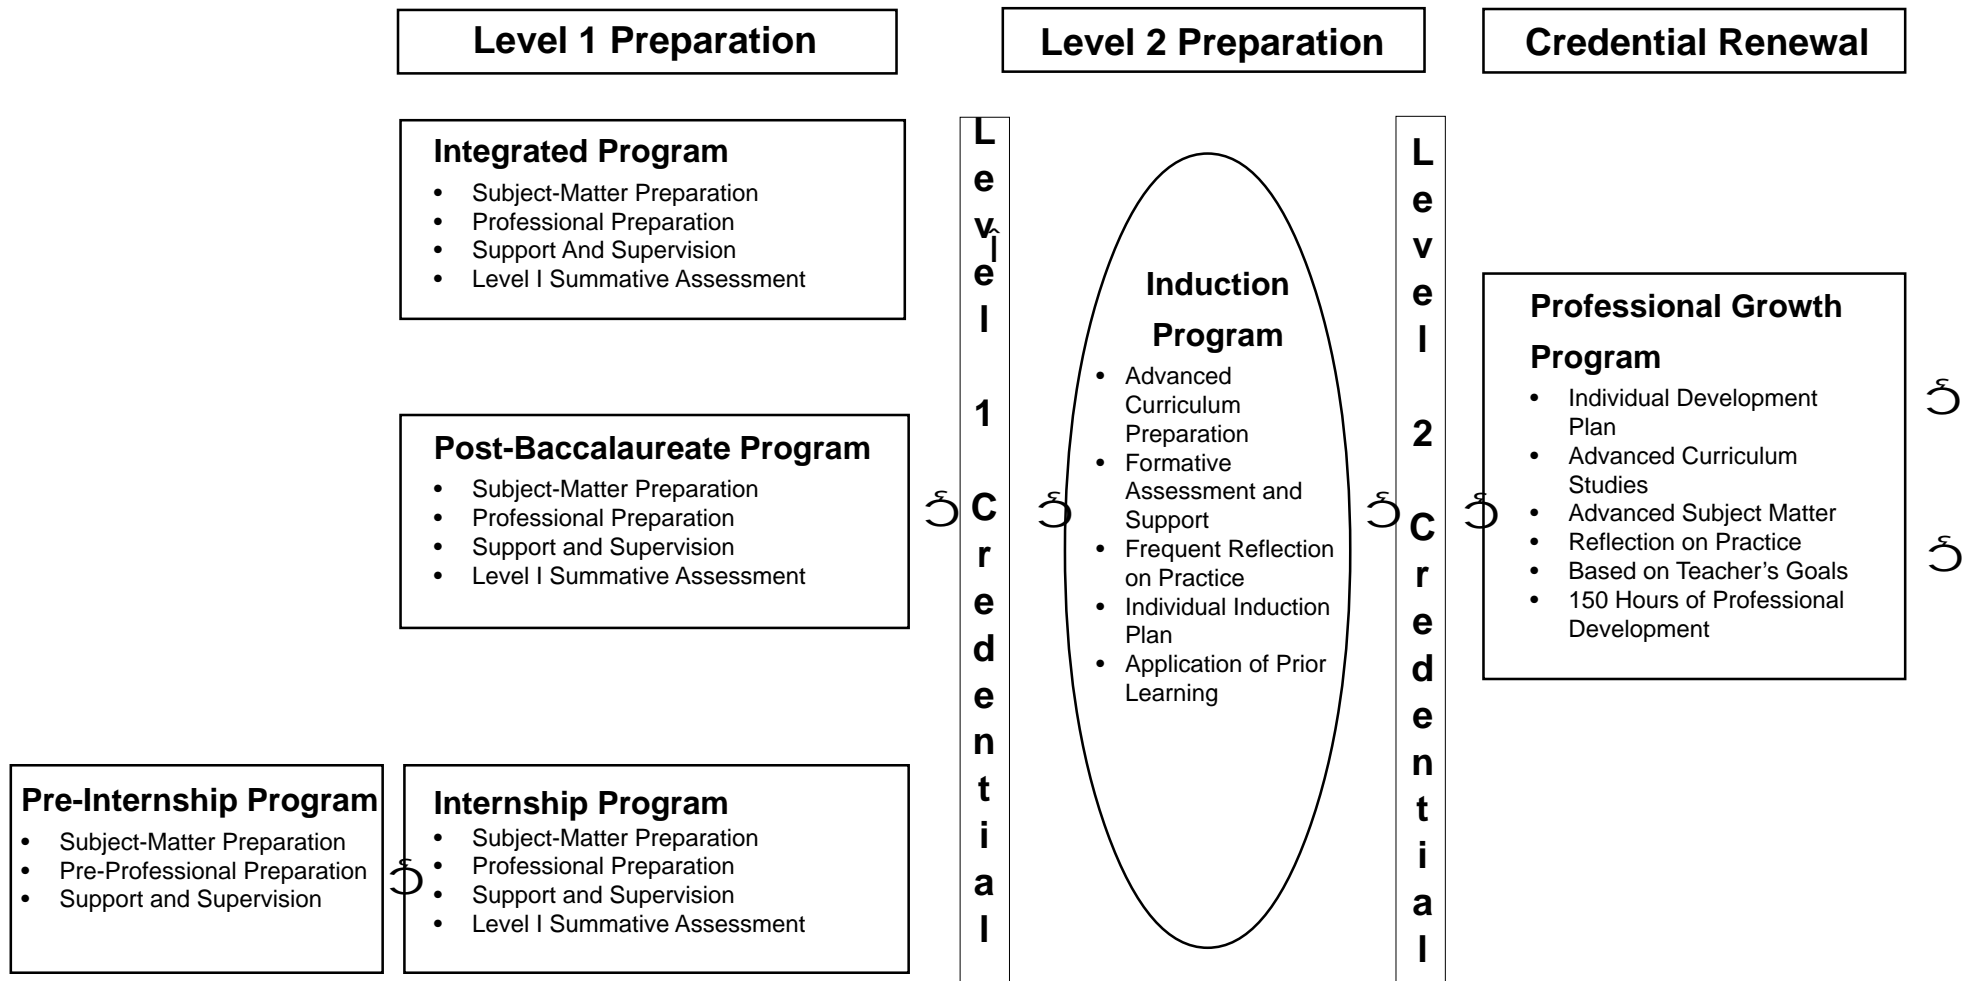 Level 1 Preparation
Level 2 Preparation
Credential Renewal
Integrated Program
• Subject-Matter Preparation
• Professional Preparation
• Support And Supervision
• Level I Summative Assessment
Post-Baccalaureate Program
• Subject-Matter Preparation
• Professional Preparation
• Support and Supervision
• Level I Summative Assessment
Pre-Internship Program
• Subject-Matter Preparation
• Pre-Professional Preparation
• Support and Supervision
Internship Program
• Subject-Matter Preparation
• Professional Preparation
• Support and Supervision
• Level I Summative Assessment
Level 1 Credential
Induction
Program
• Advanced
Curriculum
Preparation
• Formative
Assessment and
Support
• Frequent Reflection
on Practice
• Individual Induction
Plan
• Application of Prior
Learning
Level 2 Credential
Professional Growth
Program
• Individual Development
Plan
• Advanced Curriculum
Studies
• Advanced Subject Matter
• Reflection on Practice
• Based on Teacher’s Goals
• 150 Hours of Professional
Development